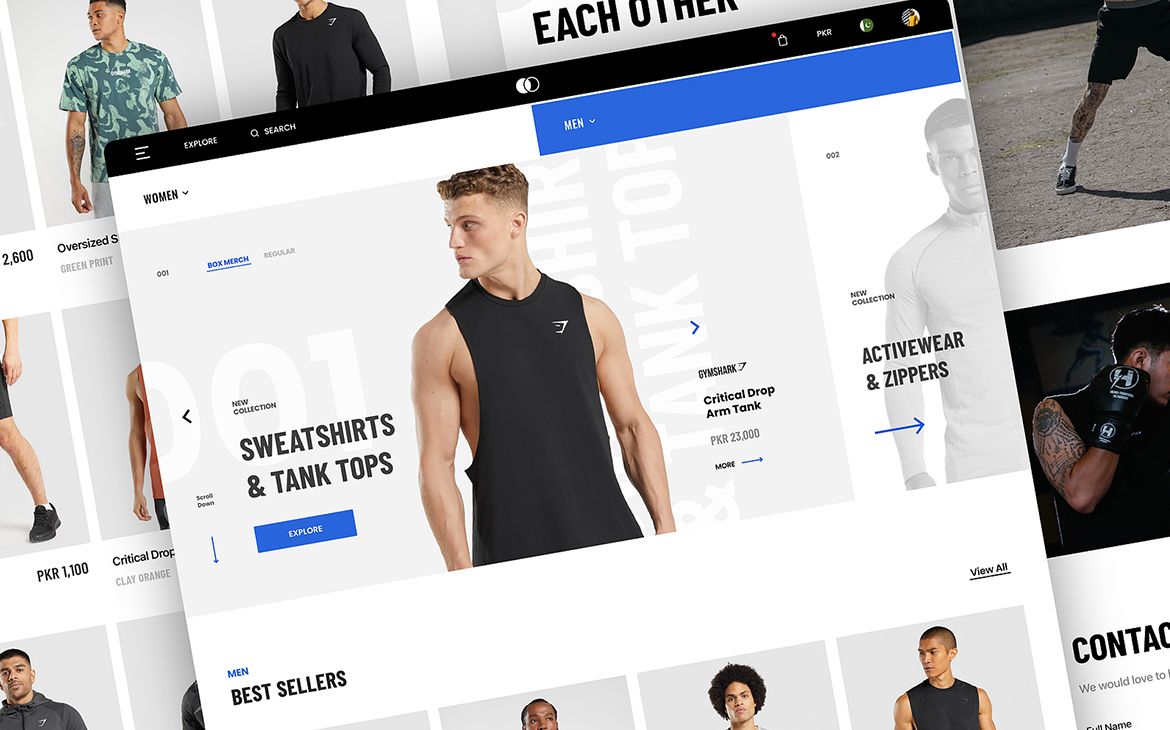 EACH OTHER
GYMSHARK
EXPLORE
SEARCH
PKR
WOMEN
MEN
2,600
Oversized S
GREEN PRINT
001
BOX MERCH
REGULAR
001
NEW
COLLECTION
SWEATSHIRTS
& TANK TOPS
EXPLORE
Scroll
Down
& TANK TOP
GYMSHARK
Critical Drop
Arm Tank
PKR 23,000
MORE
002
NEW
COLLECTION
ACTIVEWEAR
& ZIPPERS
PKR 1,100
Critical Drop
CLAY ORANGE
View All
MEN
BEST SELLERS
CONTAC
We would love to
Full Name